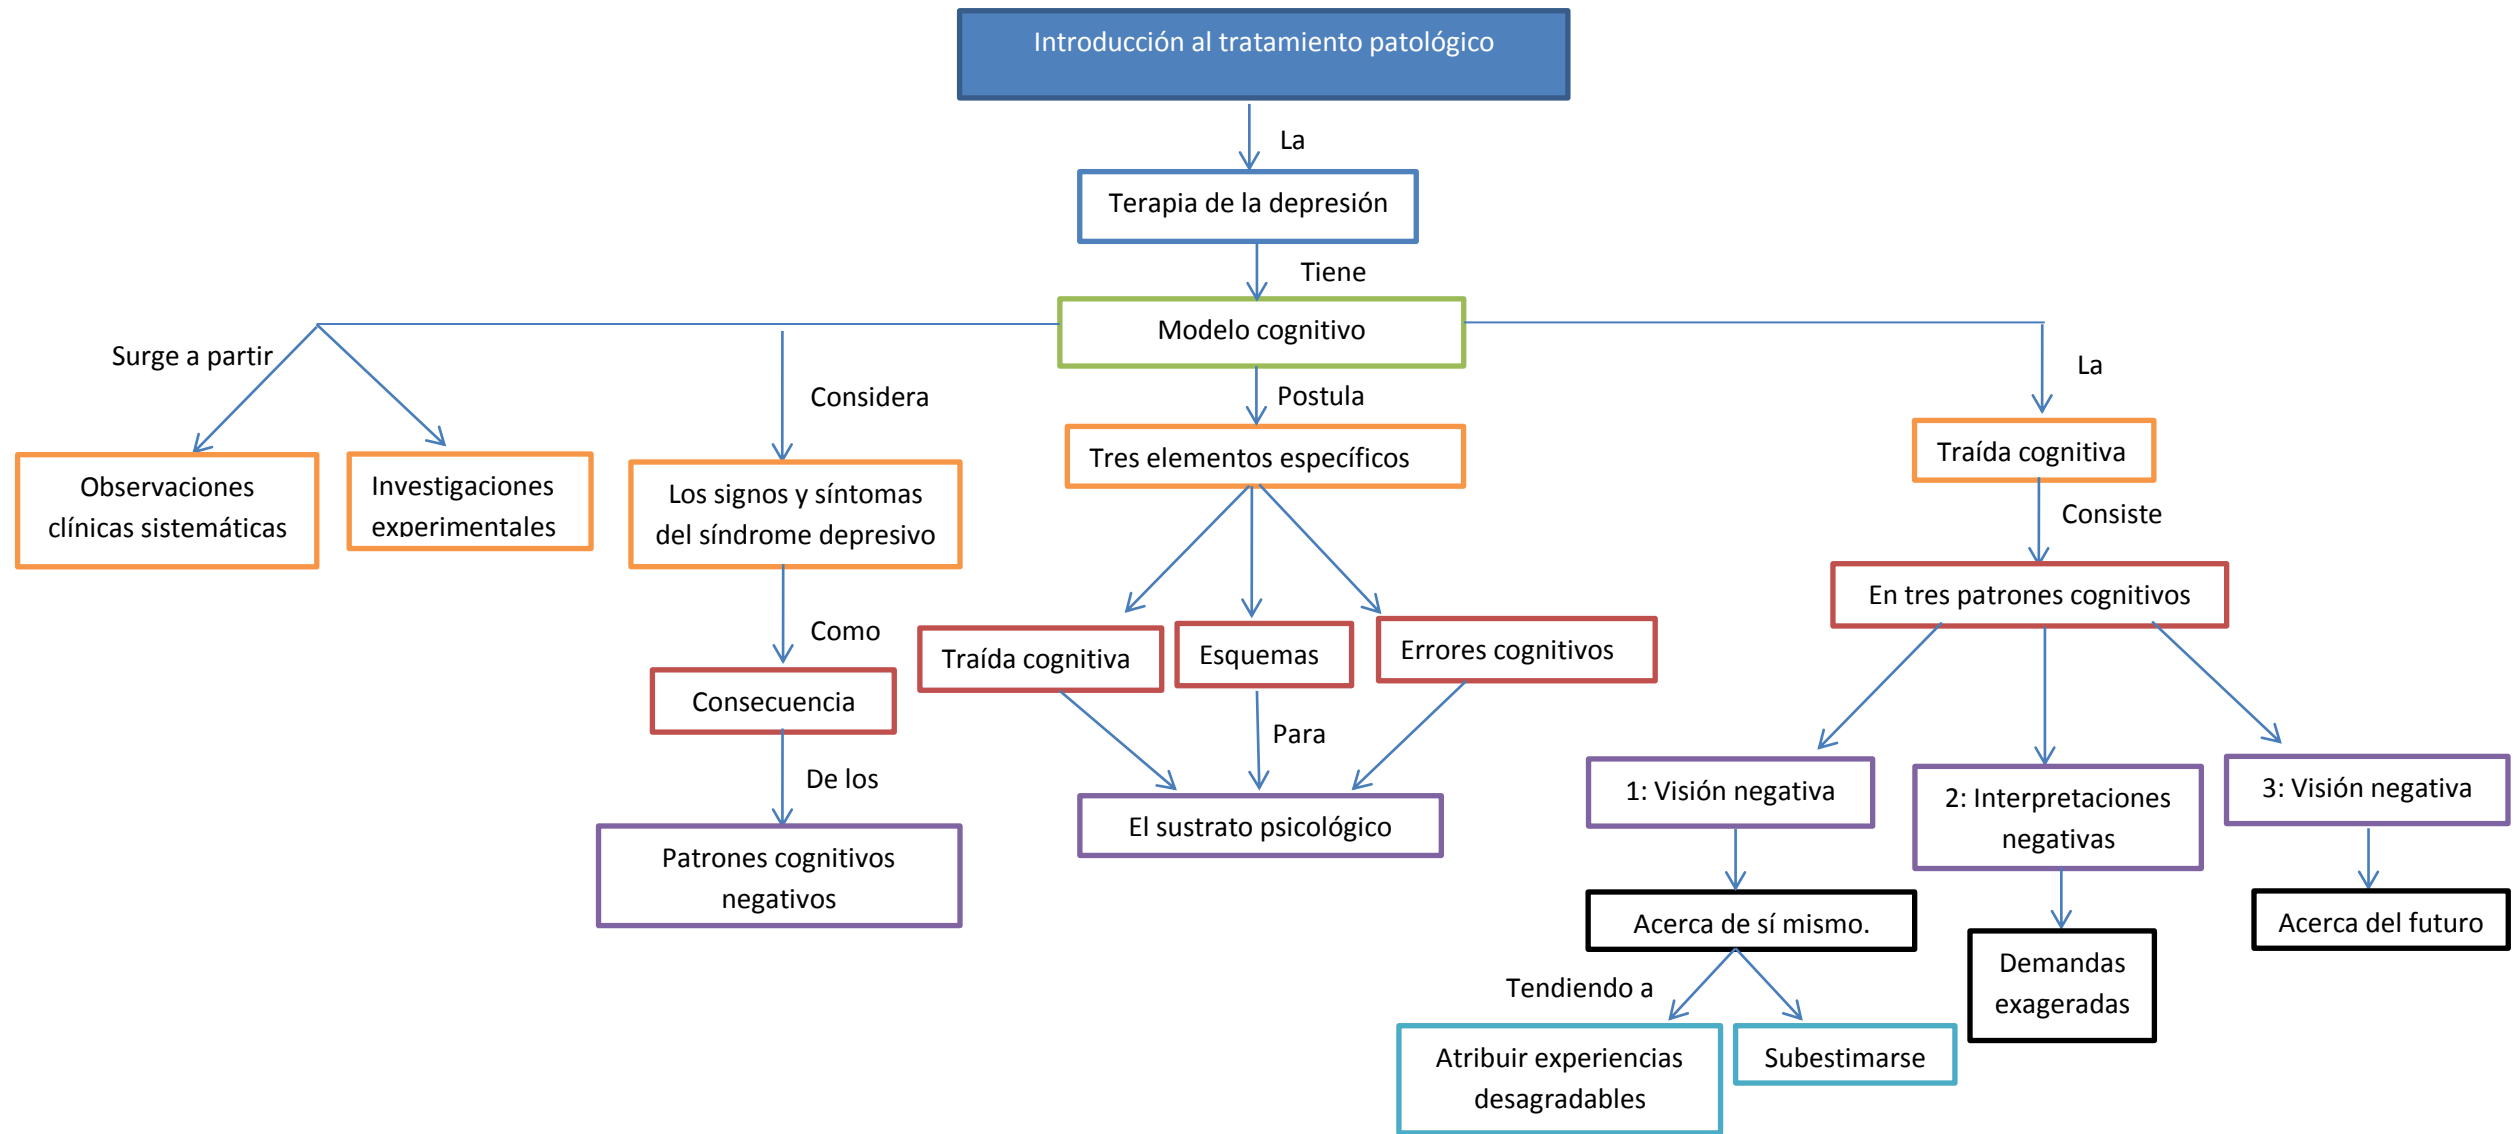 Introducción al tratamiento patológico
La
Terapia de la depresión
Tiene
Modelo cognitivo
Surge a partir
Considera
Postula
La
Observaciones
clínicas sistemáticas
Investigaciones
experimentales
Los signos y síntomas
del síndrome depresivo
Tres elementos específicos
Traída cognitiva
Consiste
En tres patrones cognitivos
Como
Traída cognitiva
Esquemas
Errores cognitivos
Consecuencia
Para
De los
El sustrato psicológico
Patrones cognitivos
negativos
1: Visión negativa
2: Interpretaciones
negativas
3: Visión negativa
Acerca de sí mismo.
Demandas
exageradas
Acerca del futuro
Tendiendo a
Atribuir experiencias
desagradables
Subestimarse